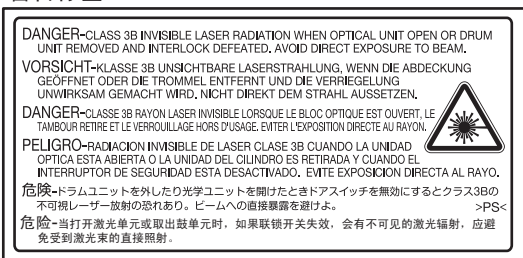 DANGER-CLASS 3B INVISIBLE LASER RADIATION WHEN OPTICAL UNIT OPEN OR DRUM
UNIT REMOVED AND INTERLOCK DEFEATED. AVOID DIRECT EXPOSURE TO BEAM.
VORSICHT-KLASSE 3B UNSICHTBARE LASERSTRAHLUNG, WENN DIE ABDECKUNG
GEÖFFNET ODER DIE TROMMEL ENTFERNT UND DIE VERRIEGELUNG
UNWIRKSAM GEMACHT WIRD. NICHT DIREKT DEM STRAHL AUSSETZEN.
DANGER-CLASSE 3B RAYON LASER INVISIBLE LORSQUE LE BLOC OPTIQUE EST OUVERT, LE
TAMBOUR RETIRE ET LE VERROUILLAGE HORS D'USAGE. EVITER L'EXPOSITION DIRECTE AU RAYON.
PELIGRO-RADIACION INVISIBLE DE LASER CLASE 3B CUANDO LA UNIDAD
OPTICA ESTA ABIERTA O LA UNIDAD DEL CILINDRO ES RETIRADA Y CUANDO EL
INTERRUPTOR DE SEGURIDAD ESTA DESACTIVADO. EVITE EXPOSICION DIRECTA AL RAYO.
危険-ドラムユニットを外したり光学ユニットを開けたときドアスイッチを無効にするとクラス3Bの
不可視レーザー放射の恐れあり。ビームへの直接暴露を避けよ。 >PS<
危险-当打开激光单元或取出鼓单元时，如果联锁开关失效，会有不可见的激光辐射，应避
免受到激光束的直接照射。